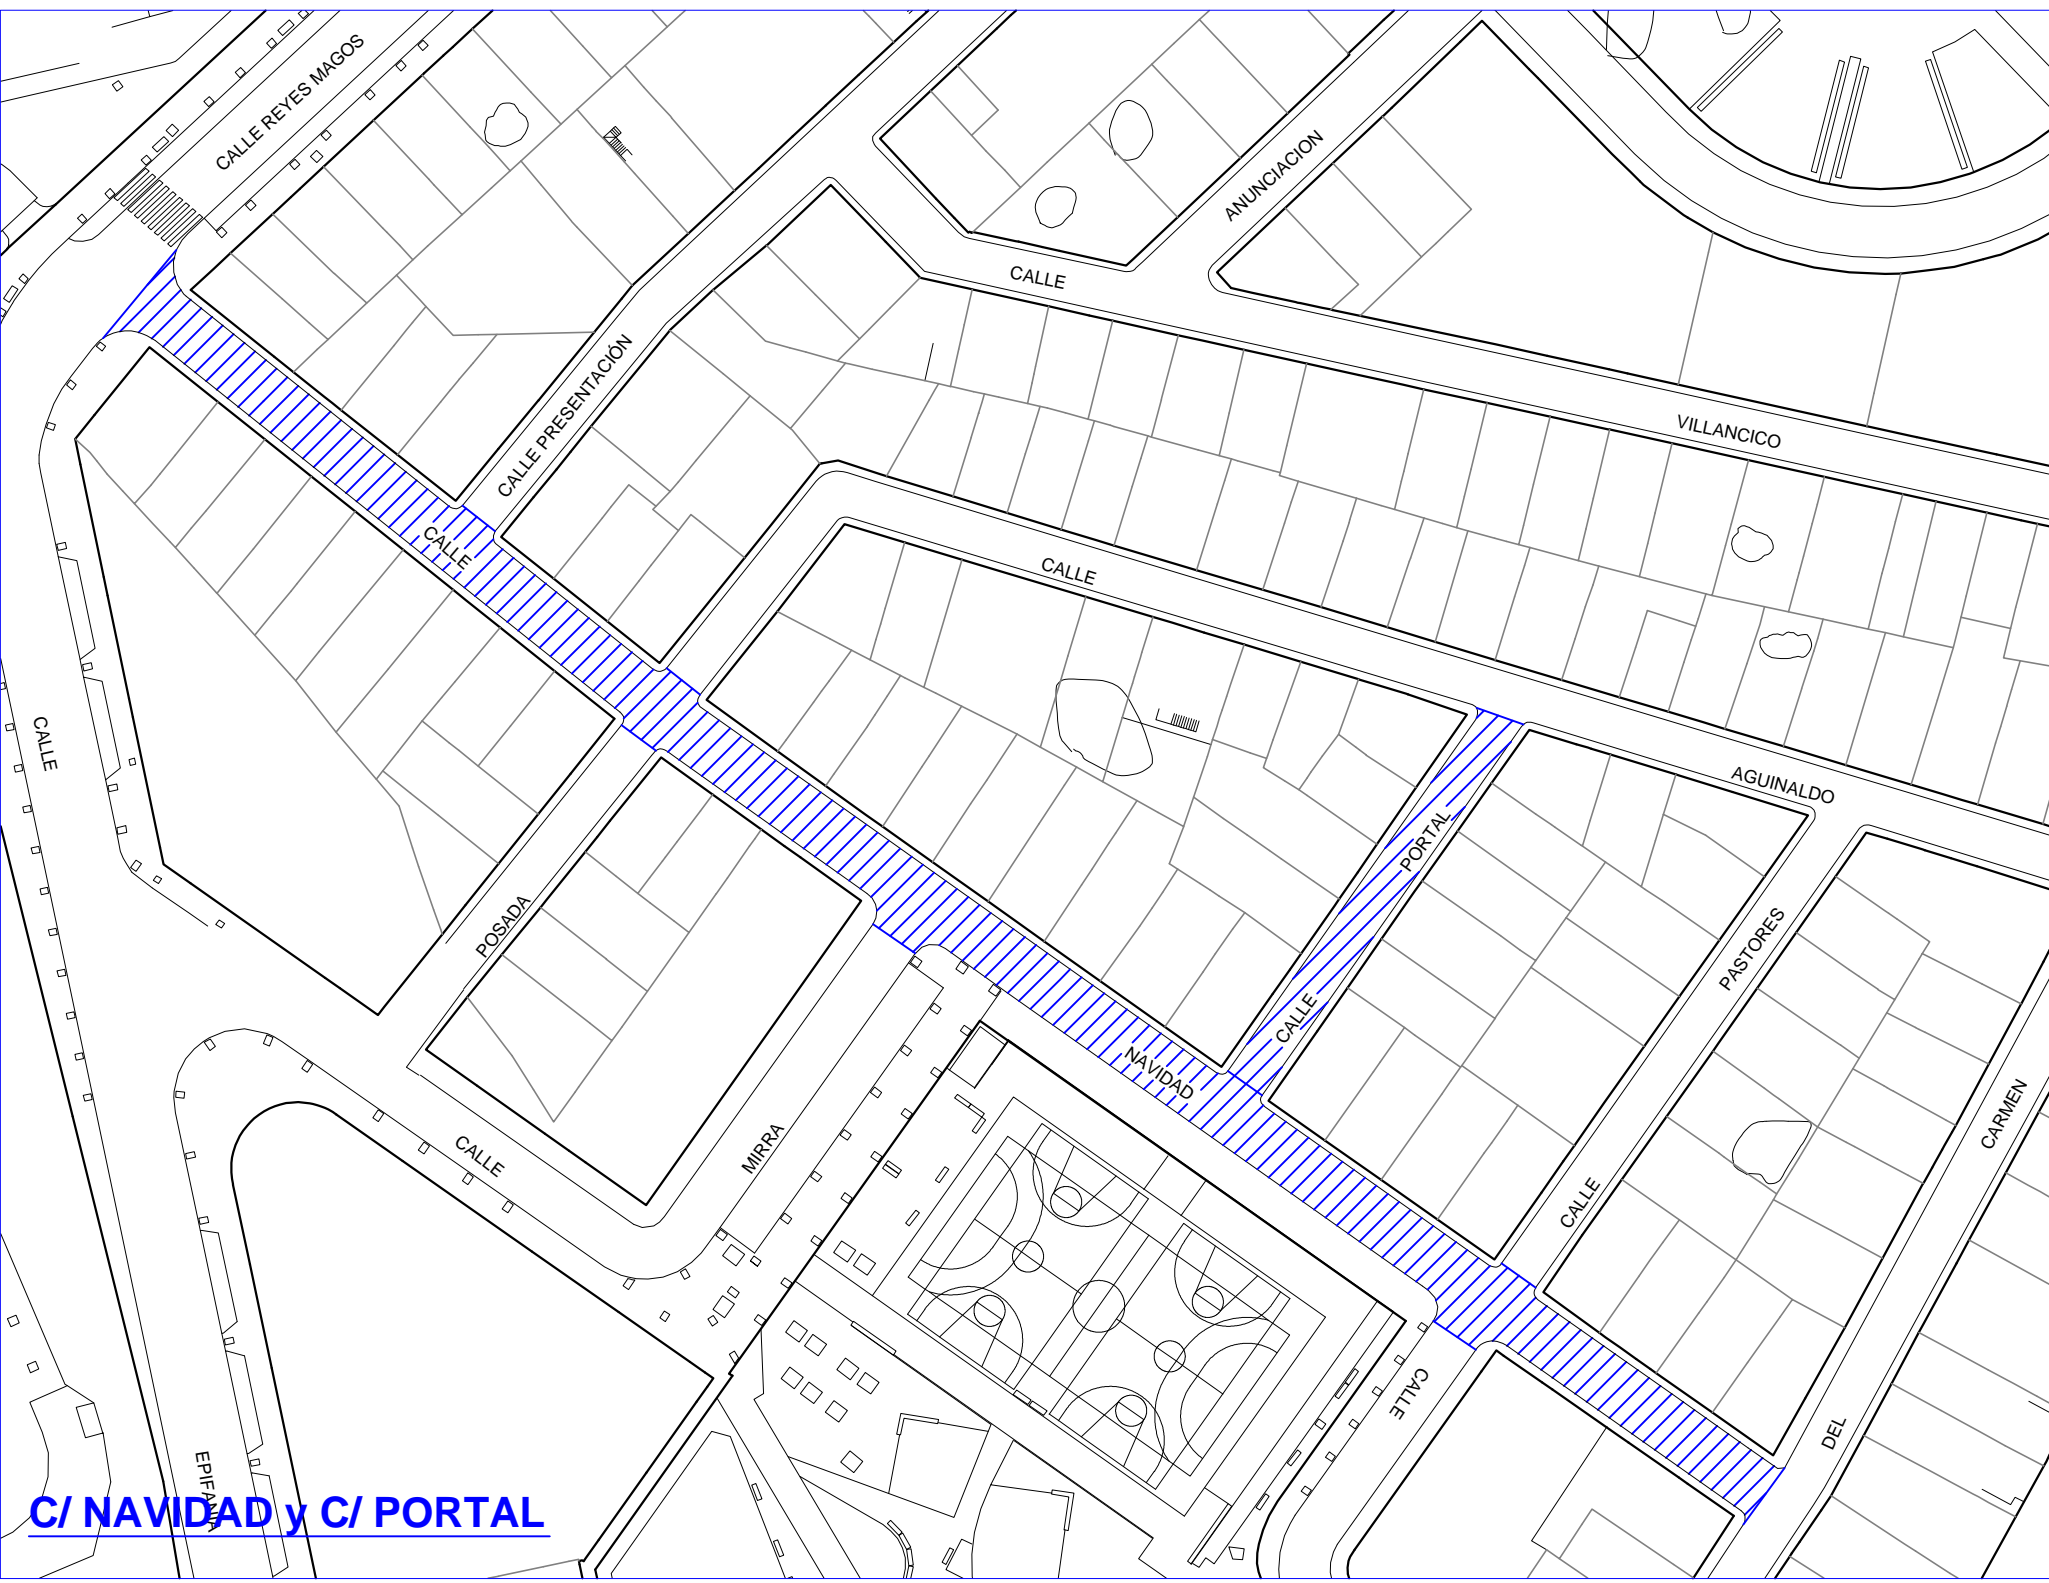 CALLE REYES MAGOS
ANUNCIACION
CALLE
VILLANCICO
CALLE PRESENTACIÓN
CALLE
CALLE
AGUINALDO
CALLE
PORTAL
CALLE
POSADA
PASTORES
CALLE
NAVIDAD
CARMEN
DEL
CALLE
MIRRA
CALLE
EPIFANIA
C/ NAVIDAD y C/ PORTAL